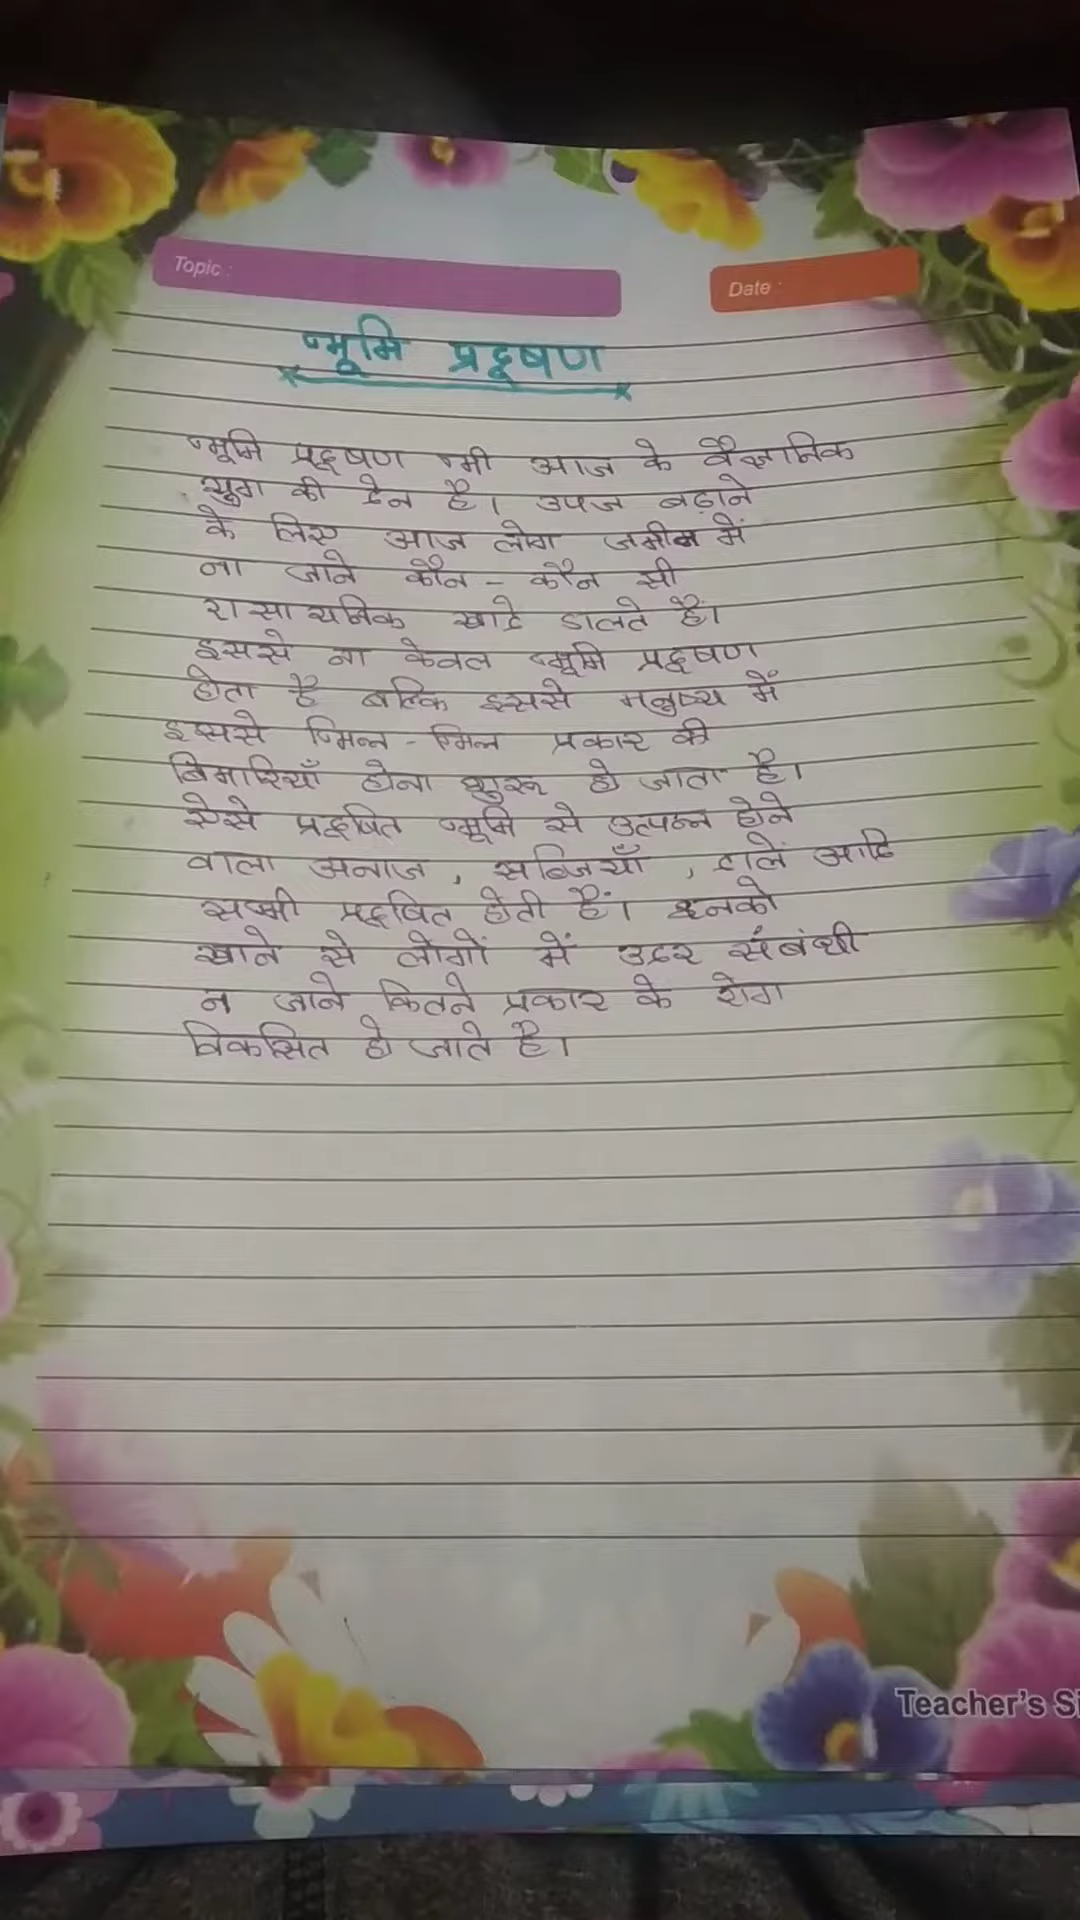 Topic :
Date :
भूमि प्रदूषण
भूमि प्रदूषण भी आज के वैज्ञानिक
युग की देन है। उपज बढ़ाने
के लिए आज लोग जमीन में
ना जाने कौन - कौन सी
रासायनिक खादे डालते हैं।
इससे ना केवल भूमि प्रदूषण
होता है बल्कि इससे मनुष्य में
इससे भिन्न - भिन्न प्रकार की
बिमारियाँ होना शुरू हो जाता है।
ऐसे प्रदूषित भूमि से उत्पन्न होने
वाला अनाज , सब्जियाँ , दालें आदि
सभी प्रदूषित होती हैं। इनको
खाने से लोगों में उदर संबंधी
न जाने कितने प्रकार के रोग
विकसित हो जाते है।
Teacher's Si